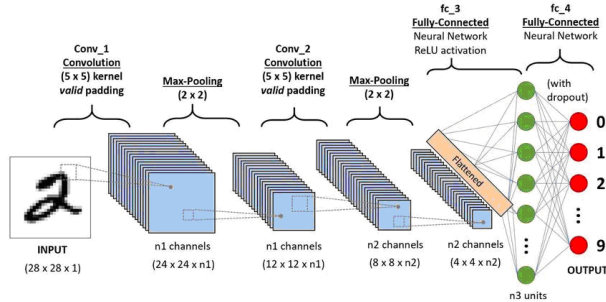 fc_3
Fully-Connected
Neural Network
ReLU activation
fc_4
Fully-Connected
Neural Network
Conv_1
Convolution
(5 x 5) kernel
valid padding
Max-Pooling
(2 x 2)
Conv_2
Convolution
(5 x 5) kernel
valid padding
Max-Pooling
(2 x 2)
(with
dropout)
Flattened
0
1
2
9
INPUT
(28 x 28 x 1)
n1 channels
(24 x 24 x n1)
n1 channels
(12 x 12 x n1)
n2 channels
(8 x 8 x n2)
n2 channels
(4 x 4 x n2)
OUTPUT
n3 units